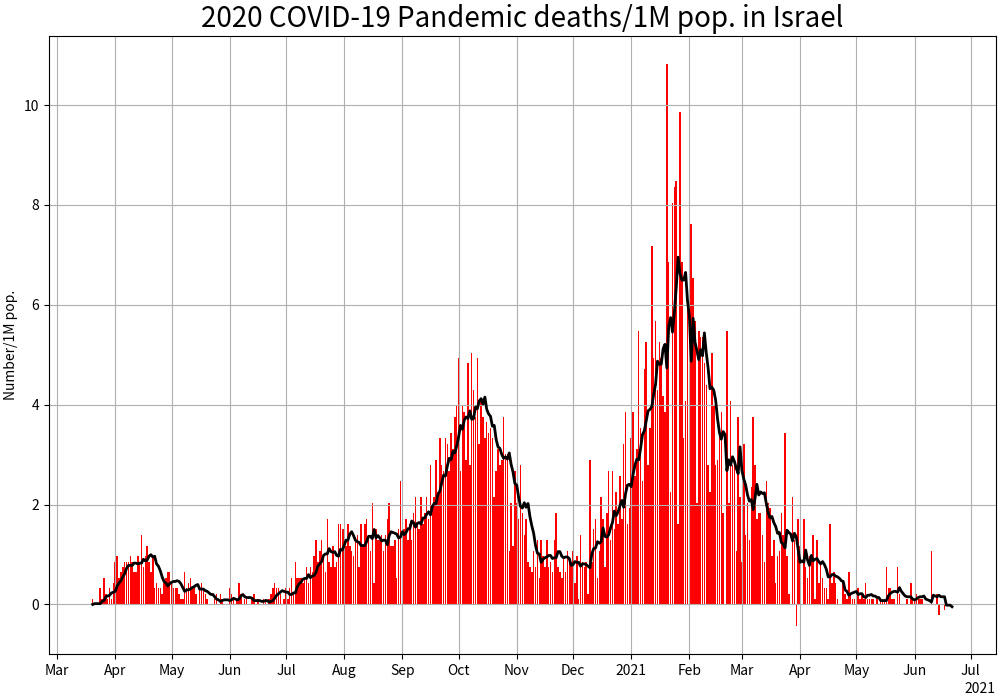 2020 COVID-19 Pandemic deaths/1M pop. in Israel
Number/1M pop.
10
8
6
4
2
0
Mar Apr May Jun Jul Aug Sep Oct Nov Dec 2021 Feb Mar Apr May Jun Jul
2021